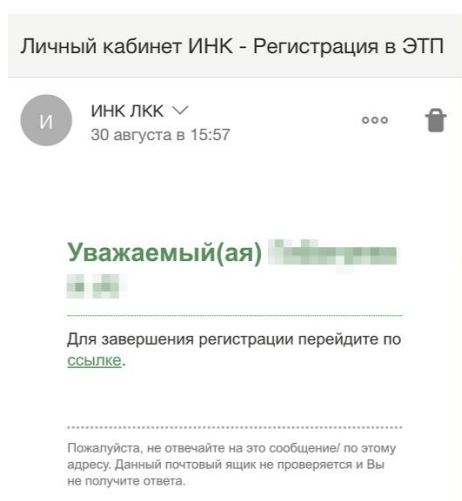 Личный кабинет ИНК - Регистрация в ЭТП
И
ИНК ЛКК
30 августа в 15:57
Уважаемый(ая)
Для завершения регистрации перейдите по
ссылке.
Пожалуйста, не отвечайте на это сообщение/ по этому
адресу. Данный почтовый ящик не проверяется и Вы
не получите ответа.